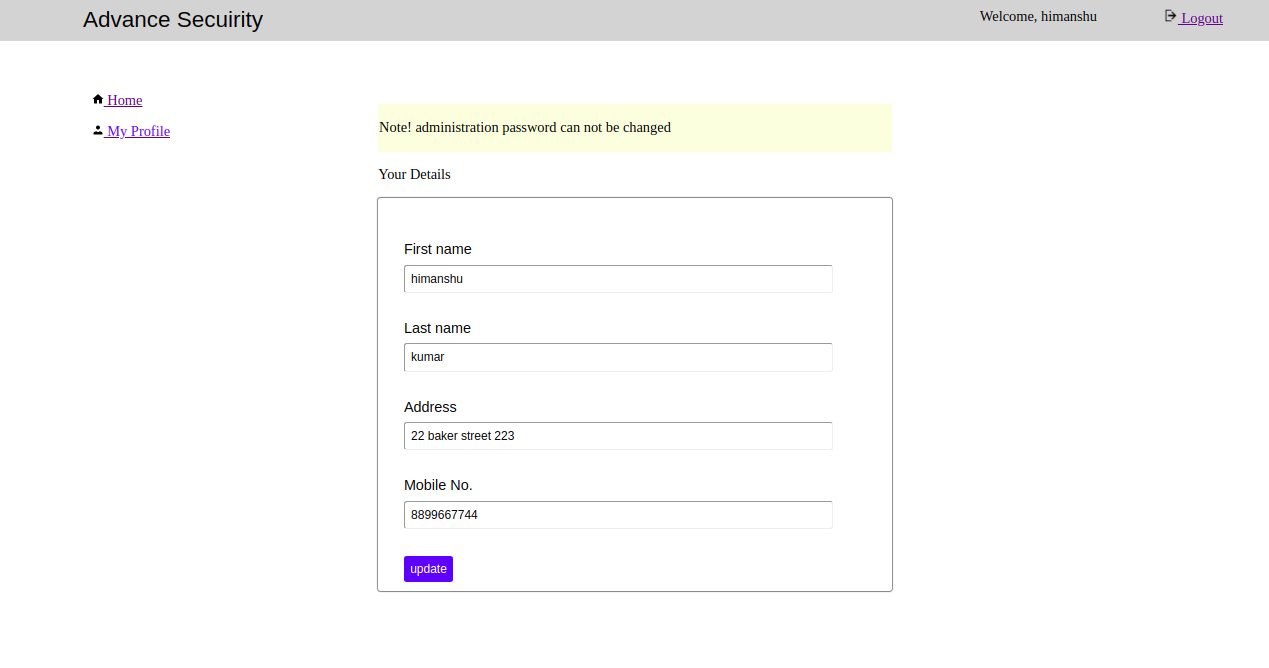 Advance Secuirity
Welcome, himanshu
Logout
Home
My Profile
Note! administration password can not be changed
Your Details
First name
himanshu
Last name
kumar
Address
22 baker street 223
Mobile No.
8899667744
update